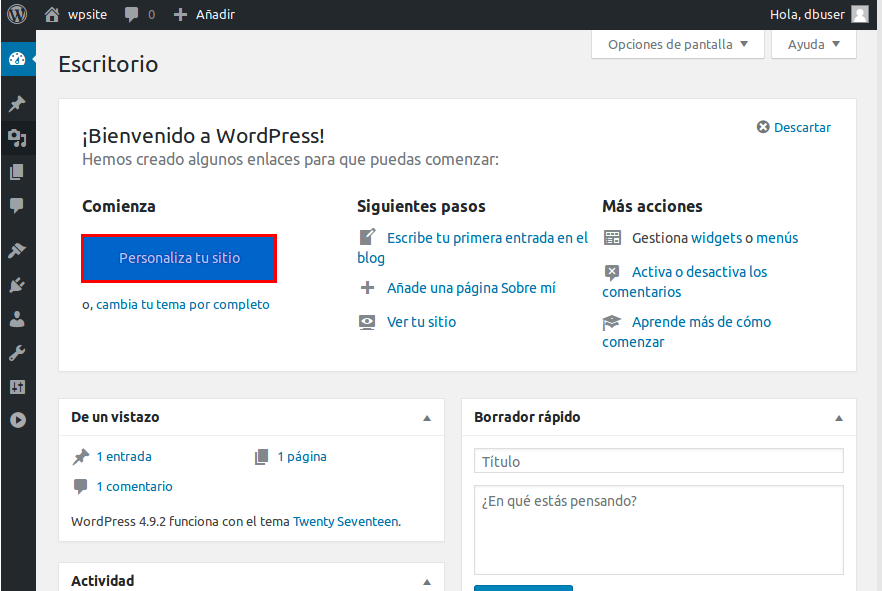 wpsite 0 Añadir Hola, dbuser
Opciones de pantalla Ayuda
Escritorio
¡Bienvenido a WordPress!
Descartar
Hemos creado algunos enlaces para que puedas comenzar:
Comienza
Personaliza tu sitio
o, cambia tu tema por completo
Siguientes pasos
Escribe tu primera entrada en el
blog
Añade una página Sobre mí
Ver tu sitio
Más acciones
Gestiona widgets o menús
Activa o desactiva los
comentarios
Aprende más de cómo
comenzar
De un vistazo
1 entrada 1 página
1 comentario
WordPress 4.9.2 funciona con el tema Twenty Seventeen.
Actividad
Borrador rápido
Título
¿En qué estás pensando?